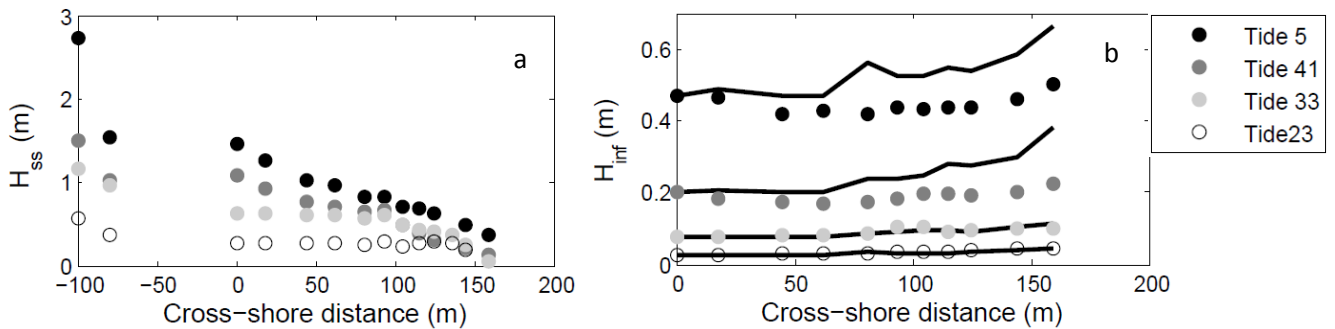 3
2
1
0
H_ss (m)
−100
−50
0
50
100
150
200
Cross−shore distance (m)
a
0.6
0.4
0.2
0
H_inf (m)
0
50
100
150
200
Cross−shore distance (m)
b
Tide 5
Tide 41
Tide 33
Tide23